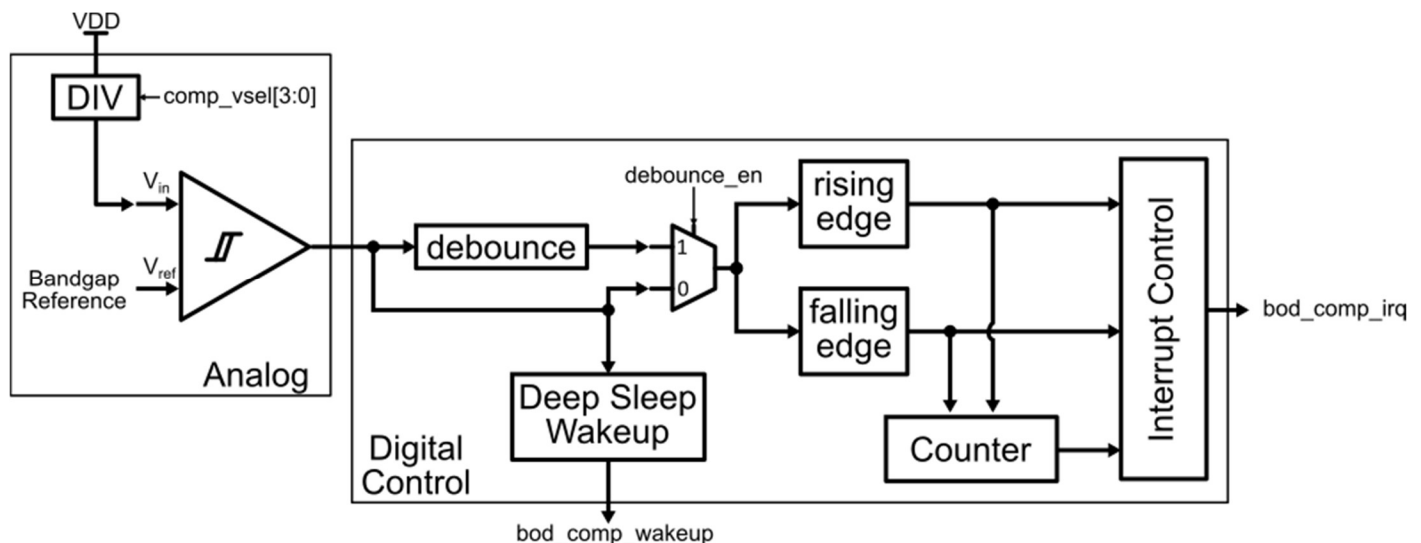 VDD
DIV
comp_vsel[3:0]
Vin
Vref
Bandgap
Reference
Analog
debounce
debounce_en
1
0
Deep Sleep
Wakeup
bod_comp_wakeup
Digital
Control
rising
edge
falling
edge
Counter
Interrupt Control
bod_comp_irq